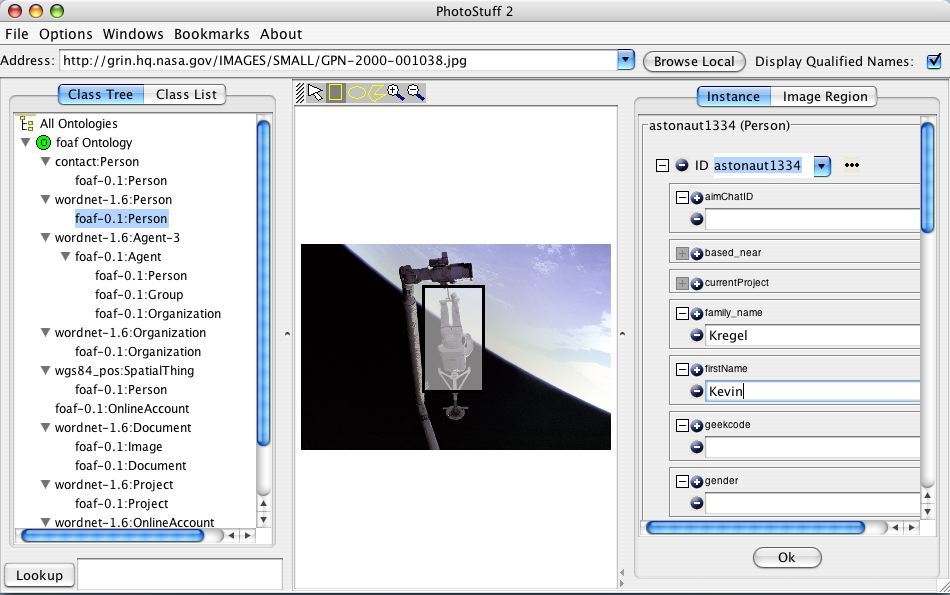 PhotoStuff 2
File Options Windows Bookmarks About
Address: http://grin.hq.nasa.gov/IMAGES/SMALL/GPN-2000-001038.jpg Browse Local Display Qualified Names:
Class Tree Class List
All Ontologies
foaf Ontology
contact:Person
foaf-0.1:Person
wordnet-1.6:Person
foaf-0.1:Person
wordnet-1.6:Agent-3
foaf-0.1:Agent
foaf-0.1:Person
foaf-0.1:Group
foaf-0.1:Organization
wordnet-1.6:Organization
foaf-0.1:Organization
wgs84_pos:SpatialThing
foaf-0.1:Person
foaf-0.1:OnlineAccount
wordnet-1.6:Document
foaf-0.1:Image
foaf-0.1:Document
wordnet-1.6:Project
foaf-0.1:Project
wordnet-1.6:OnlineAccount
Lookup
Instance Image Region
astonaut1334 (Person)
ID astonaut1334 •••
aimChatID
based_near
currentProject
family_name
Kregel
firstName
Kevin
geekcode
gender
Ok